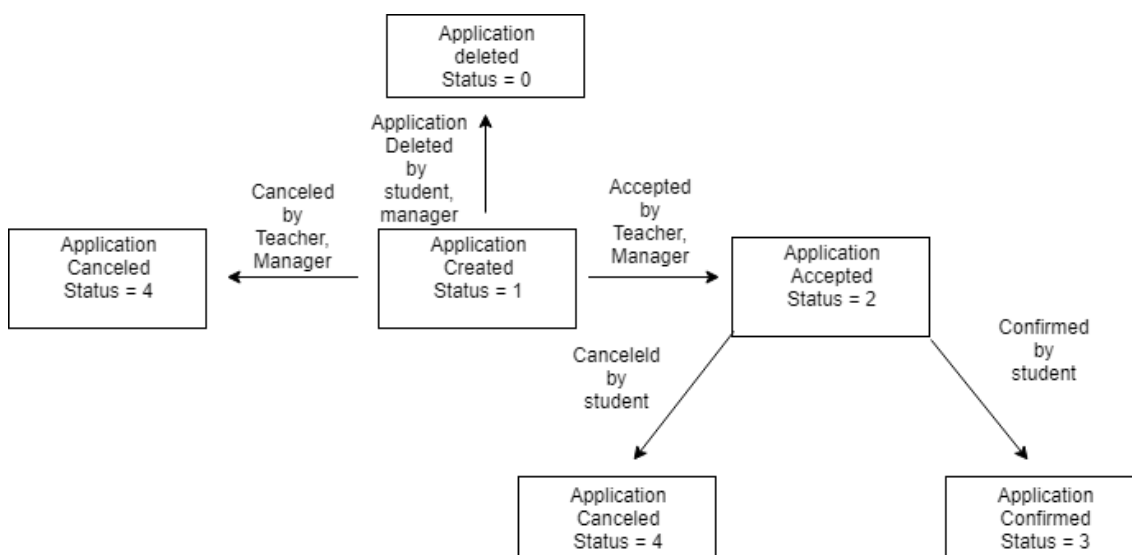 Application
deleted
Status = 0
Application
Deleted
by
student,
manager
Canceled
by
Teacher,
Manager
Accepted
by
Teacher,
Manager
Application
Canceled
Status = 4
Application
Created
Status = 1
Application
Accepted
Status = 2
Canceleld
by
student
Confirmed
by
student
Application
Canceled
Status = 4
Application
Confirmed
Status = 3